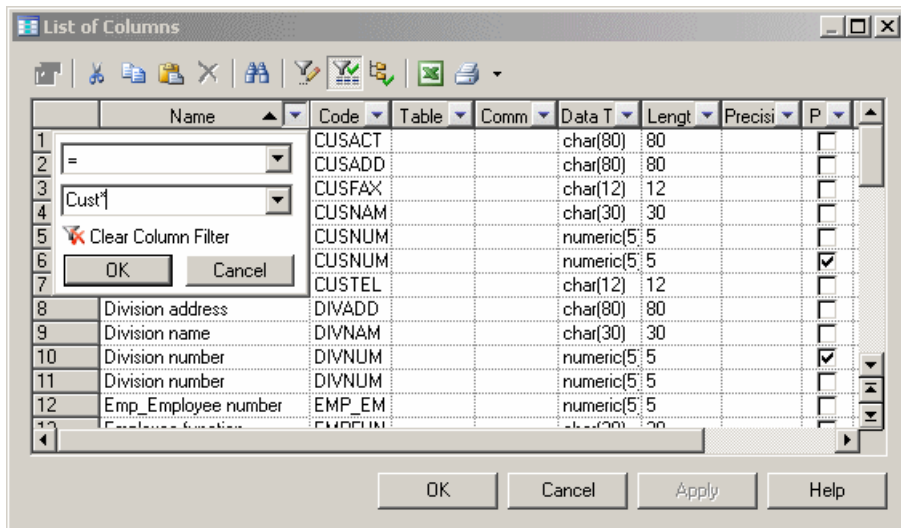 List of Columns
Name Code Table Comm Data T Lengt Precisi P
1 CUSACT char(80) 80
= 2 CUSADD char(80) 80
3 CUSFAX char(12) 12
Cust* 4 CUSNAM char(30) 30
5 Clear Column Filter CUSNUM numeric(5 5
6 OK Cancel CUSNUM numeric(5 5
7 CUSTEL char(12) 12
8 Division address DIVADD char(80) 80
9 Division name DIVNAM char(30) 30
10 Division number DIVNUM numeric(5 5
11 Division number DIVNUM numeric(5 5
12 Emp_Employee number EMP_EM numeric(5 5
OK Cancel Apply Help